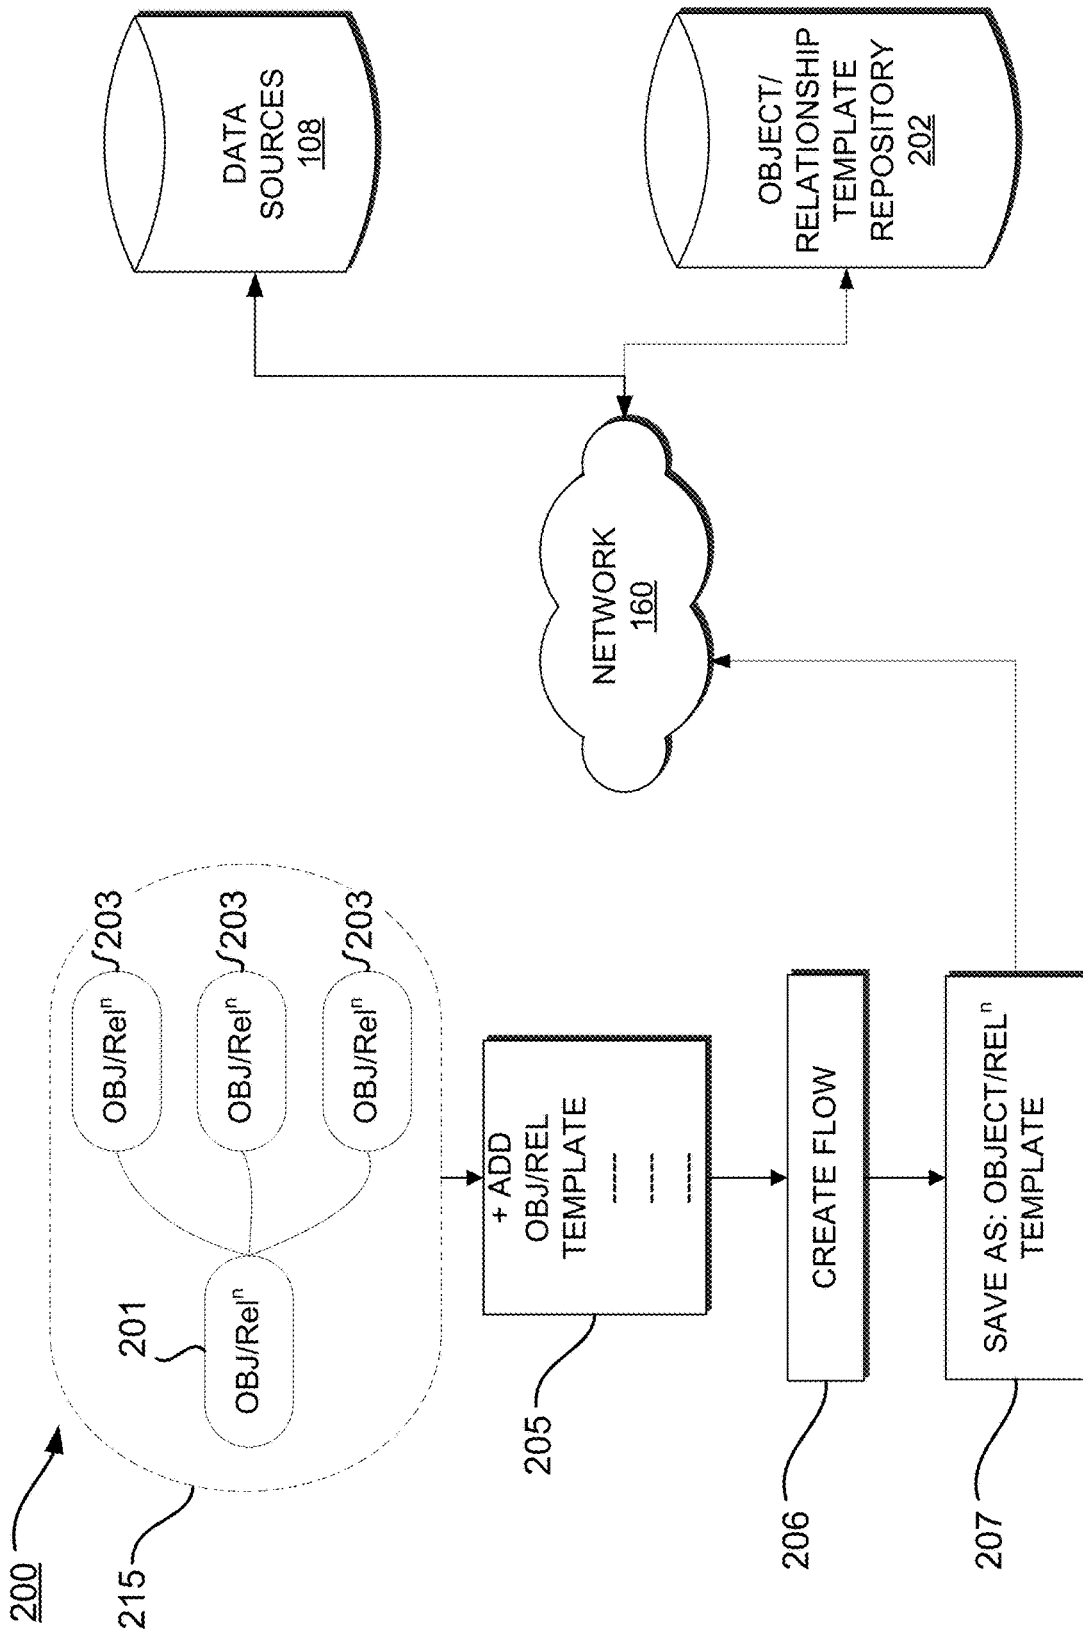 200
215
201
OBJ/Rel^n
OBJ/Rel^n
203
OBJ/Rel^n
203
OBJ/Rel^n
203
205
+ ADD
OBJ/REL
TEMPLATE
-----
-----
-----
206
CREATE FLOW
207
SAVE AS: OBJECT/REL^n
TEMPLATE
NETWORK
160
DATA
SOURCES
108
OBJECT/
RELATIONSHIP
TEMPLATE
REPOSITORY
202